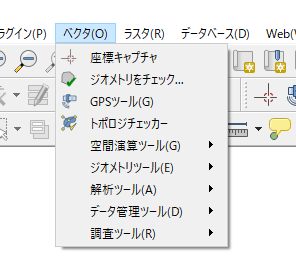 ラグイン(P) ベクタ(O) ラスタ(R) データベース(D) Web(
座標キャプチャ
ジオメトリをチェック...
GPSツール(G)
トポロジチェッカー
空間演算ツール(G)
ジオメトリツール(E)
解析ツール(A)
データ管理ツール(D)
調査ツール(R)